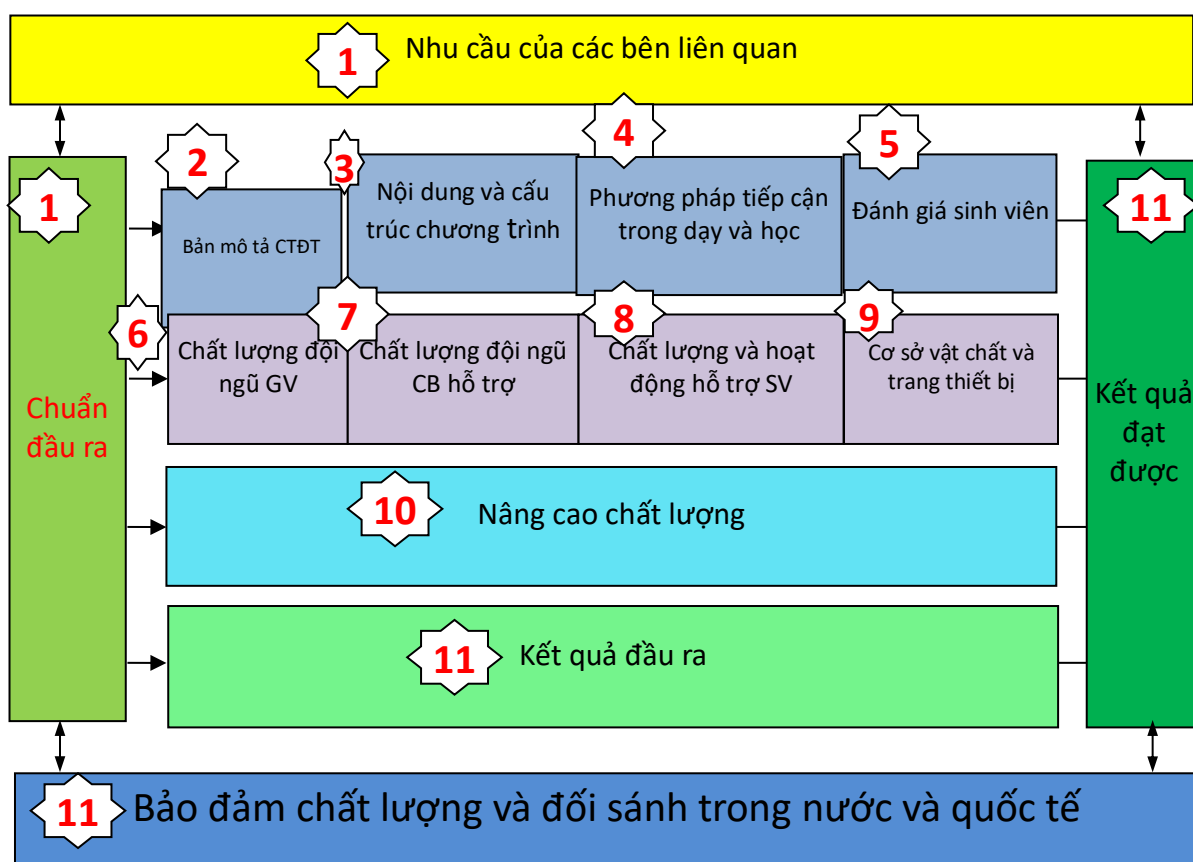 1
Nhu cầu của các bên liên quan
1
Chuẩn
đầu ra
2
Bản mô tả CTĐT
3
Nội dung và cấu
trúc chương trình
4
Phương pháp tiếp cận
trong dạy và học
5
Đánh giá sinh viên
6
Chất lượng đội
ngũ GV
7
Chất lượng đội ngũ
CB hỗ trợ
8
Chất lượng và hoạt
động hỗ trợ SV
9
Cơ sở vật chất và
trang thiết bị
10
Nâng cao chất lượng
11
Kết quả đầu ra
11
Kết quả
đạt
được
11
Bảo đảm chất lượng và đối sánh trong nước và quốc tế